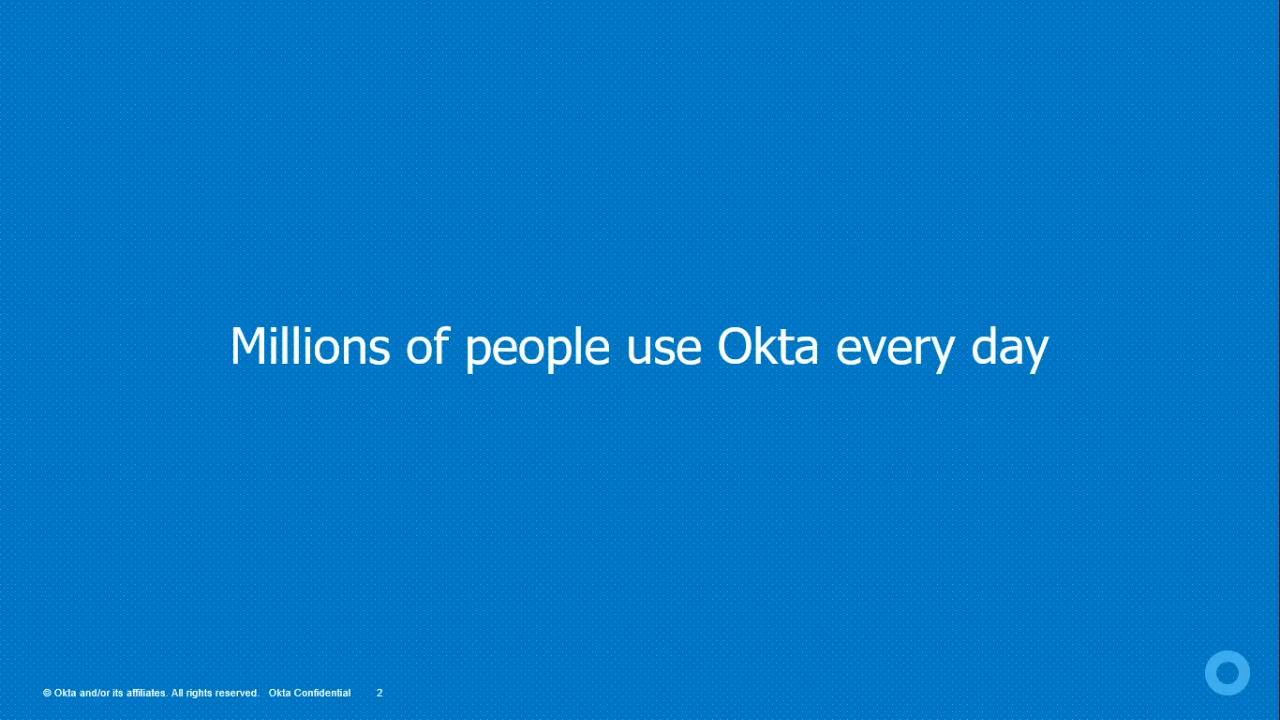 Millions of people use Okta every day
© Okta and/or its affiliates. All rights reserved. Okta Confidential 2